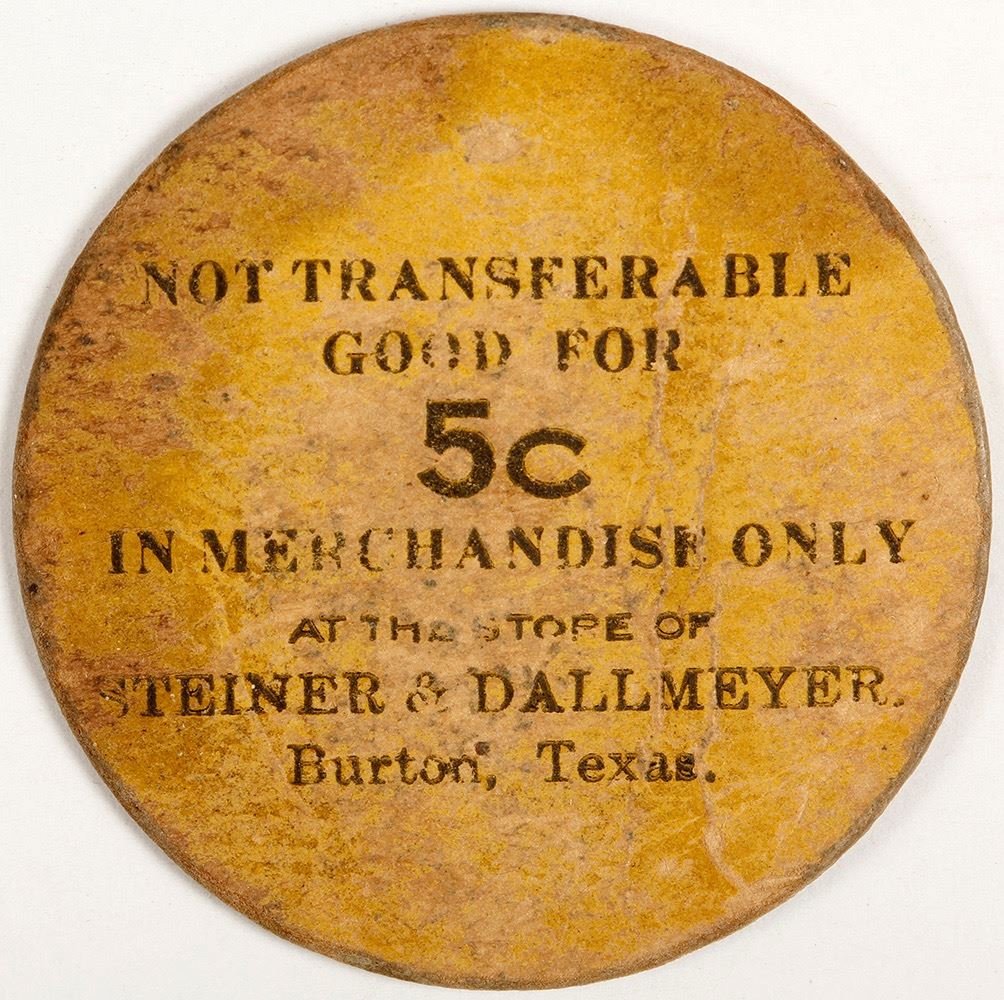 NOT TRANSFERABLE
GOOD FOR
5c
IN MERCHANDISE ONLY
AT THE STORE OF
STEINER & DALLMEYER.
Burton, Texas.